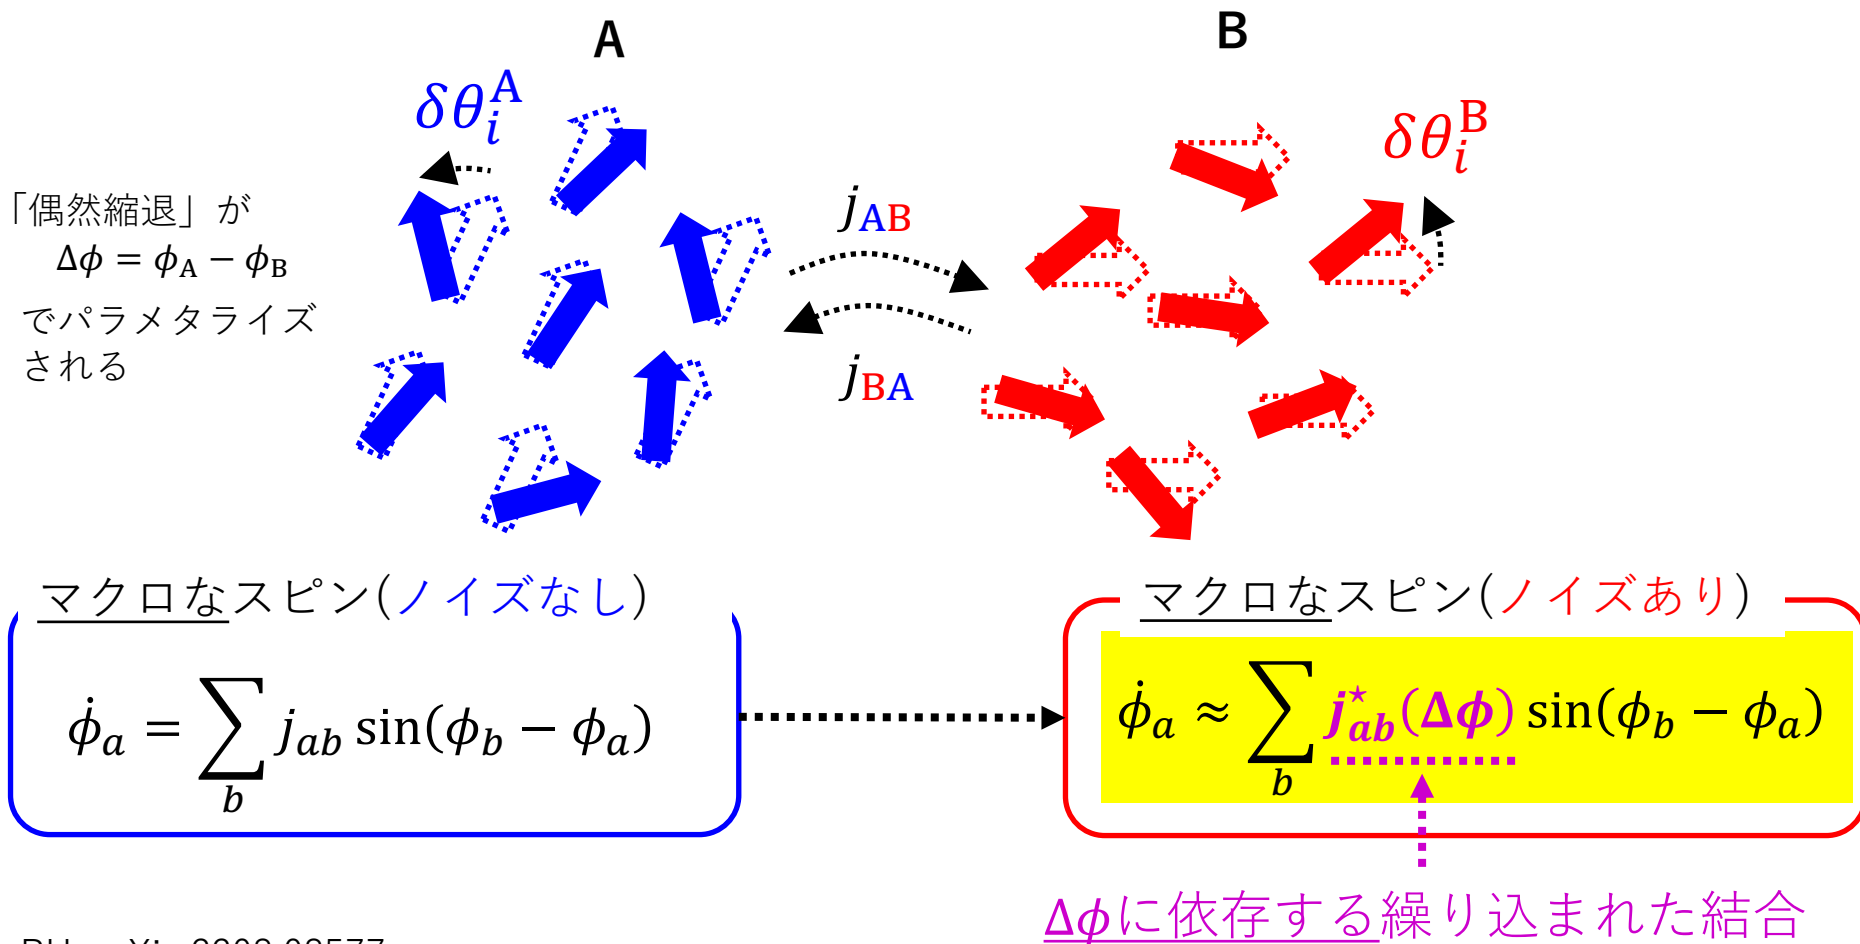 A
B
δθ_i^A
δθ_i^B
「偶然縮退」が
Δϕ = ϕ_A − ϕ_B
でパラメタライズ
される
j_AB
j_BA
マクロなスピン(ノイズなし)
ϕ̇_a = ∑_b j_ab sin(ϕ_b − ϕ_a)
マクロなスピン(ノイズあり)
ϕ̇_a ≈ ∑_b j_ab^⋆(Δϕ) sin(ϕ_b − ϕ_a)
Δϕに依存する繰り込まれた結合